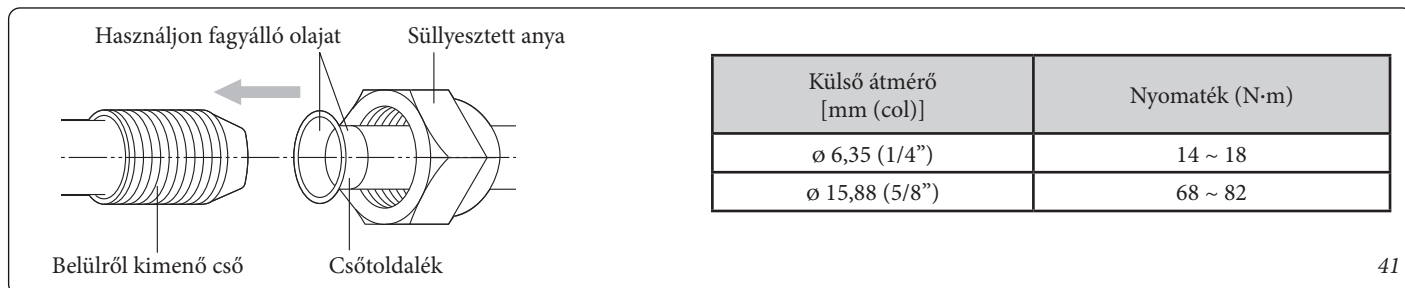 Használjon fagyálló olajat
Süllyesztett anya
Belülről kimenő cső
Csőtoldalék
Külső átmérő
[mm (col)]
Nyomaték (N·m)
ø 6,35 (1/4”)
14 ~ 18
ø 15,88 (5/8”)
68 ~ 82
41